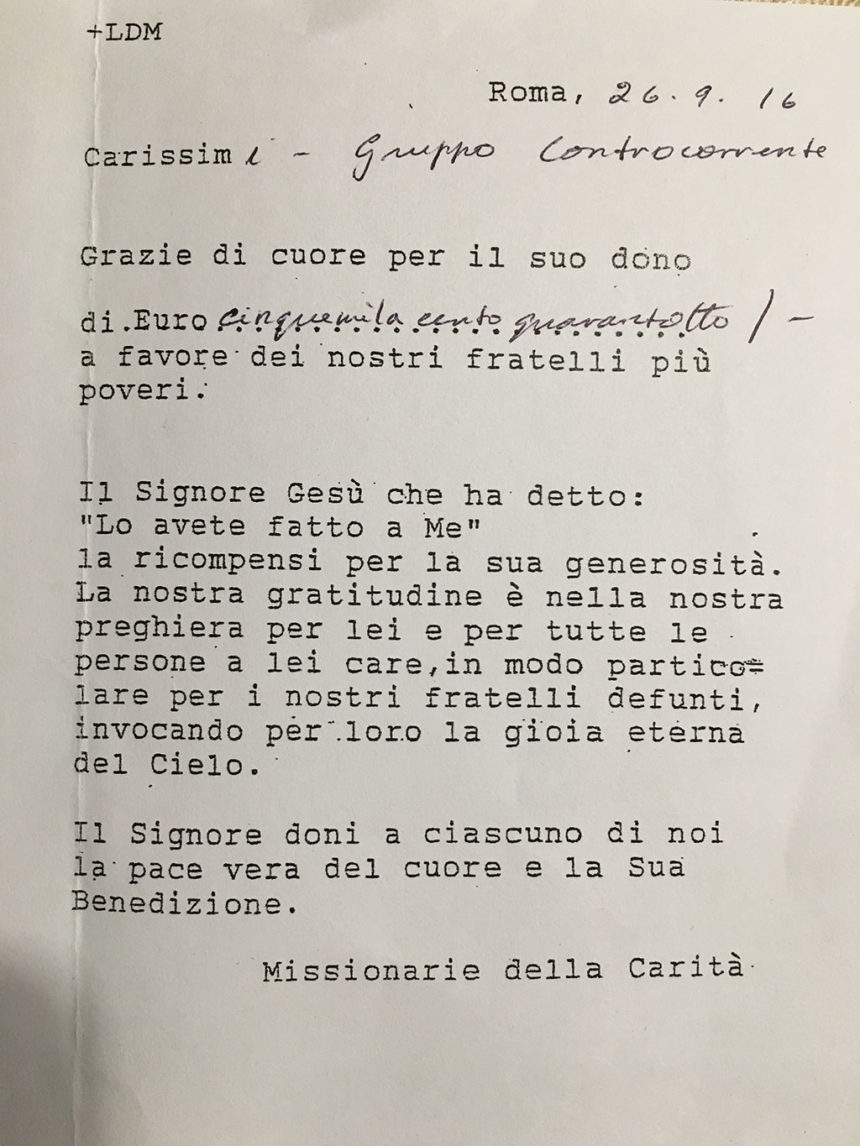 +LDM
Roma, 26.9.16
Carissimi - Gruppo Controcorrente
Grazie di cuore per il suo dono
di.Euro cinquemila cento quarantotto/-
a favore dei nostri fratelli più
poveri.
Il Signore Gesù che ha detto:
"Lo avete fatto a Me"
la ricompensi per la sua generosità.
La nostra gratitudine è nella nostra
preghiera per lei e per tutte le
persone a lei care,in modo partico=
lare per i nostri fratelli defunti,
invocando per loro la gioia eterna
del Cielo.
Il Signore doni a ciascuno di noi
la pace vera del cuore e la Sua
Benedizione.
Missionarie della Carità